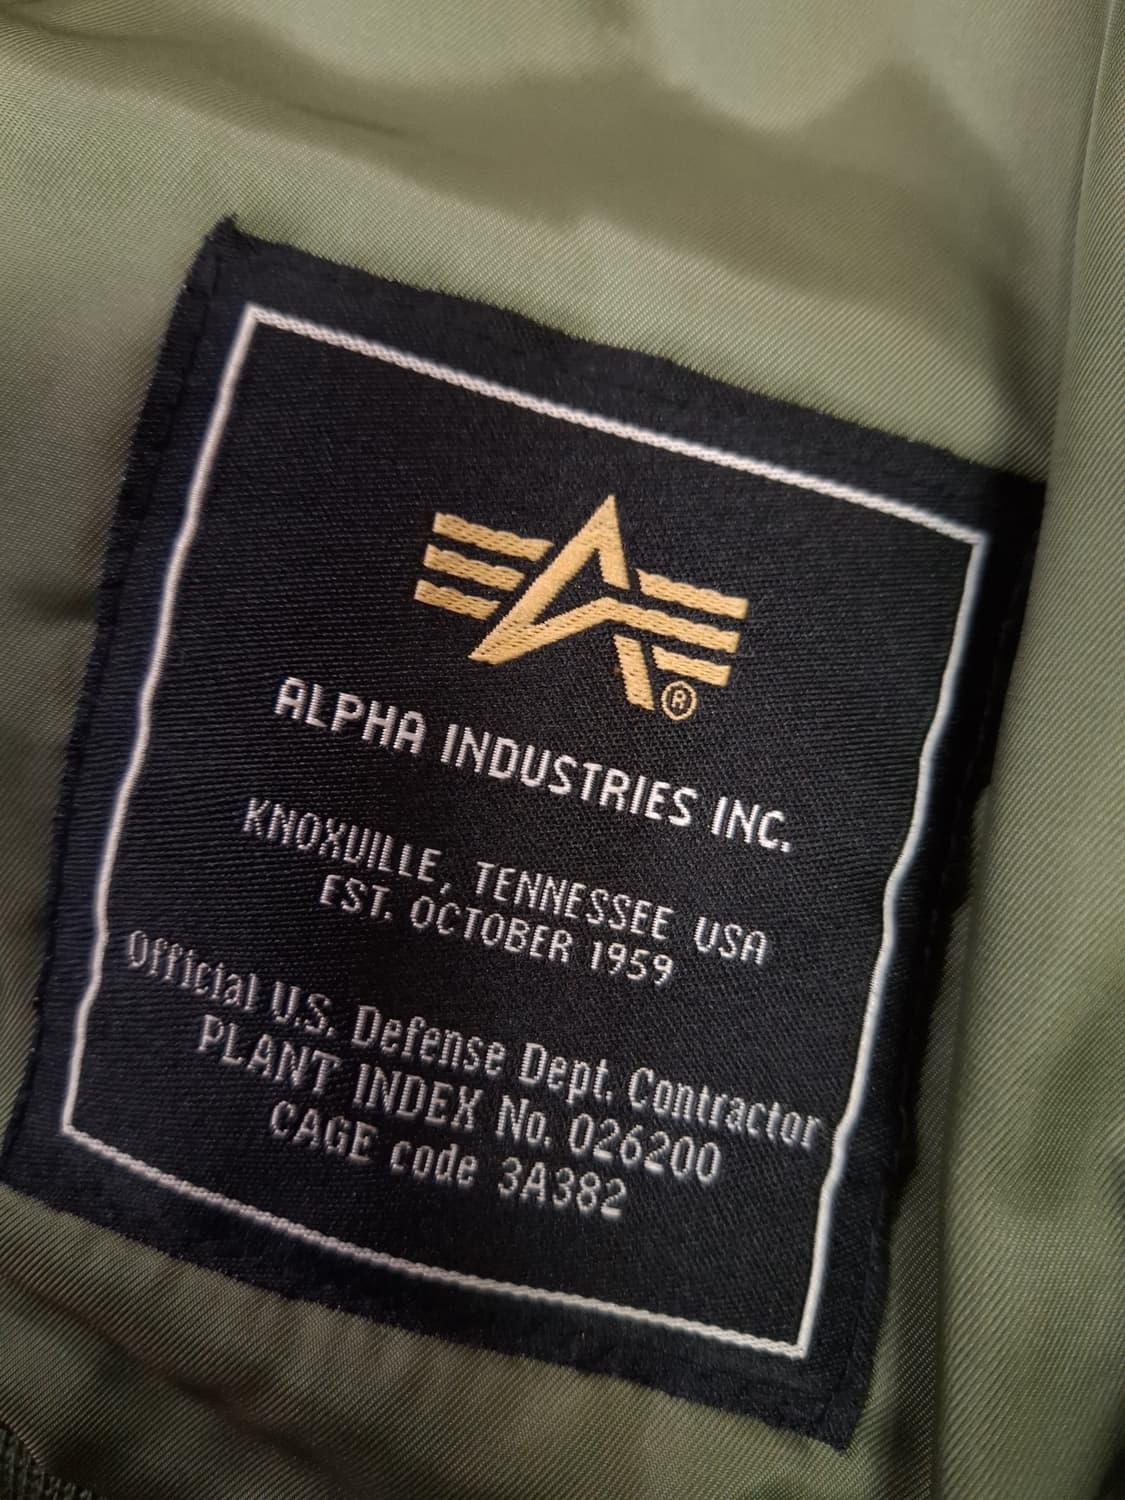 ®
ALPHA INDUSTRIES INC.
KNOXVILLE, TENNESSEE USA
EST. OCTOBER 1959
Official U.S. Defense Dept. Contractor
PLANT INDEX No. 026200
CAGE code 3A382